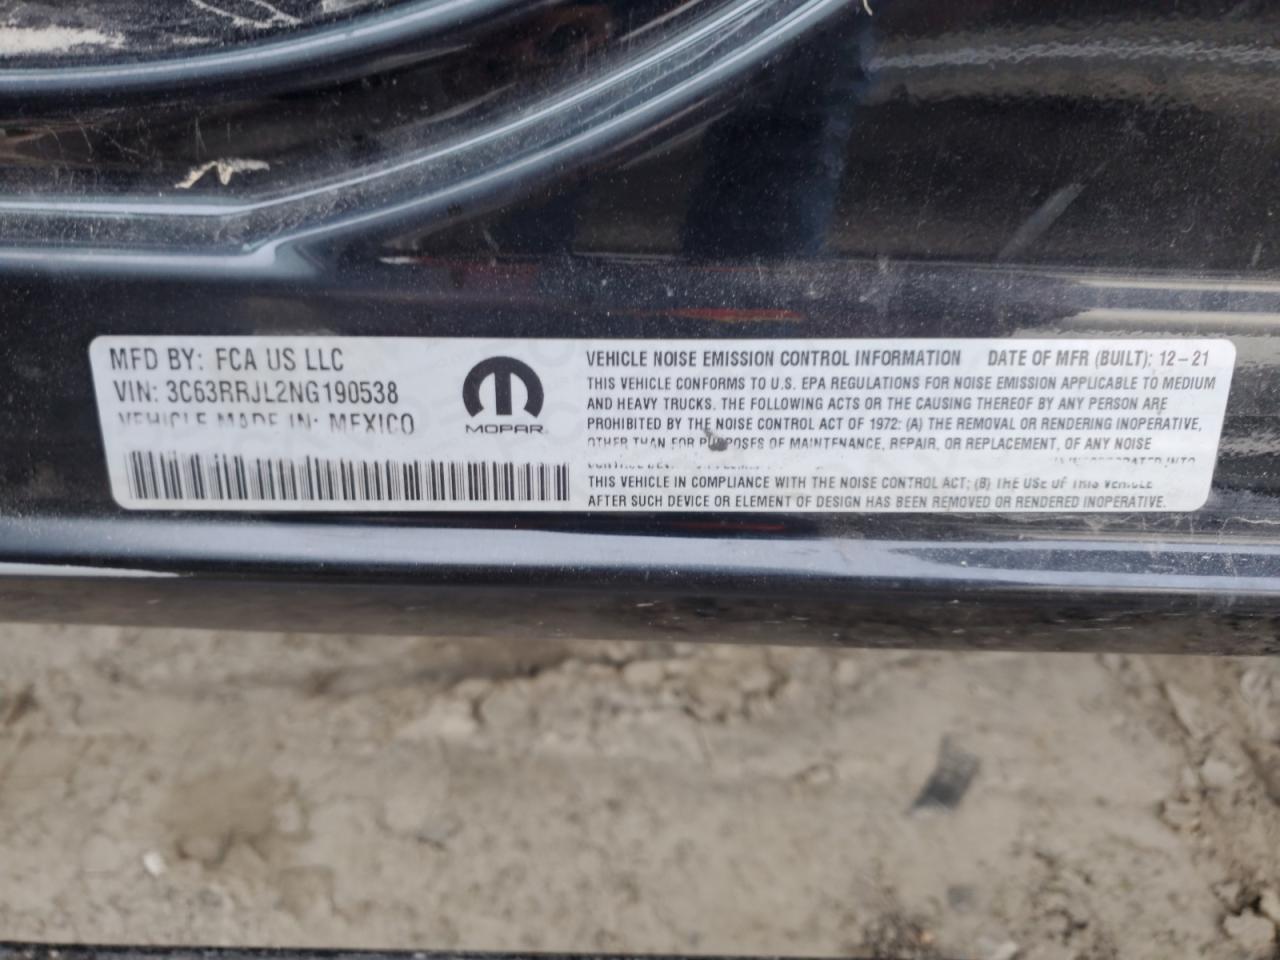 MFD BY: FCA US LLC
VIN: 3C63RRJL2NG190538
VEHICLE MADE IN: MEXICO
MOPAR
VEHICLE NOISE EMISSION CONTROL INFORMATION DATE OF MFR (BUILT): 12-21
THIS VEHICLE CONFORMS TO U.S. EPA REGULATIONS FOR NOISE EMISSION APPLICABLE TO MEDIUM
AND HEAVY TRUCKS. THE FOLLOWING ACTS OR THE CAUSING THEREOF BY ANY PERSON ARE
PROHIBITED BY THE NOISE CONTROL ACT OF 1972: (A) THE REMOVAL OR RENDERING INOPERATIVE,
OTHER THAN FOR PURPOSES OF MAINTENANCE, REPAIR, OR REPLACEMENT, OF ANY NOISE
INCORPORATED INTO
THIS VEHICLE IN COMPLIANCE WITH THE NOISE CONTROL ACT; (B) THE USE OF THIS VEHICLE
AFTER SUCH DEVICE OR ELEMENT OF DESIGN HAS BEEN REMOVED OR RENDERED INOPERATIVE.